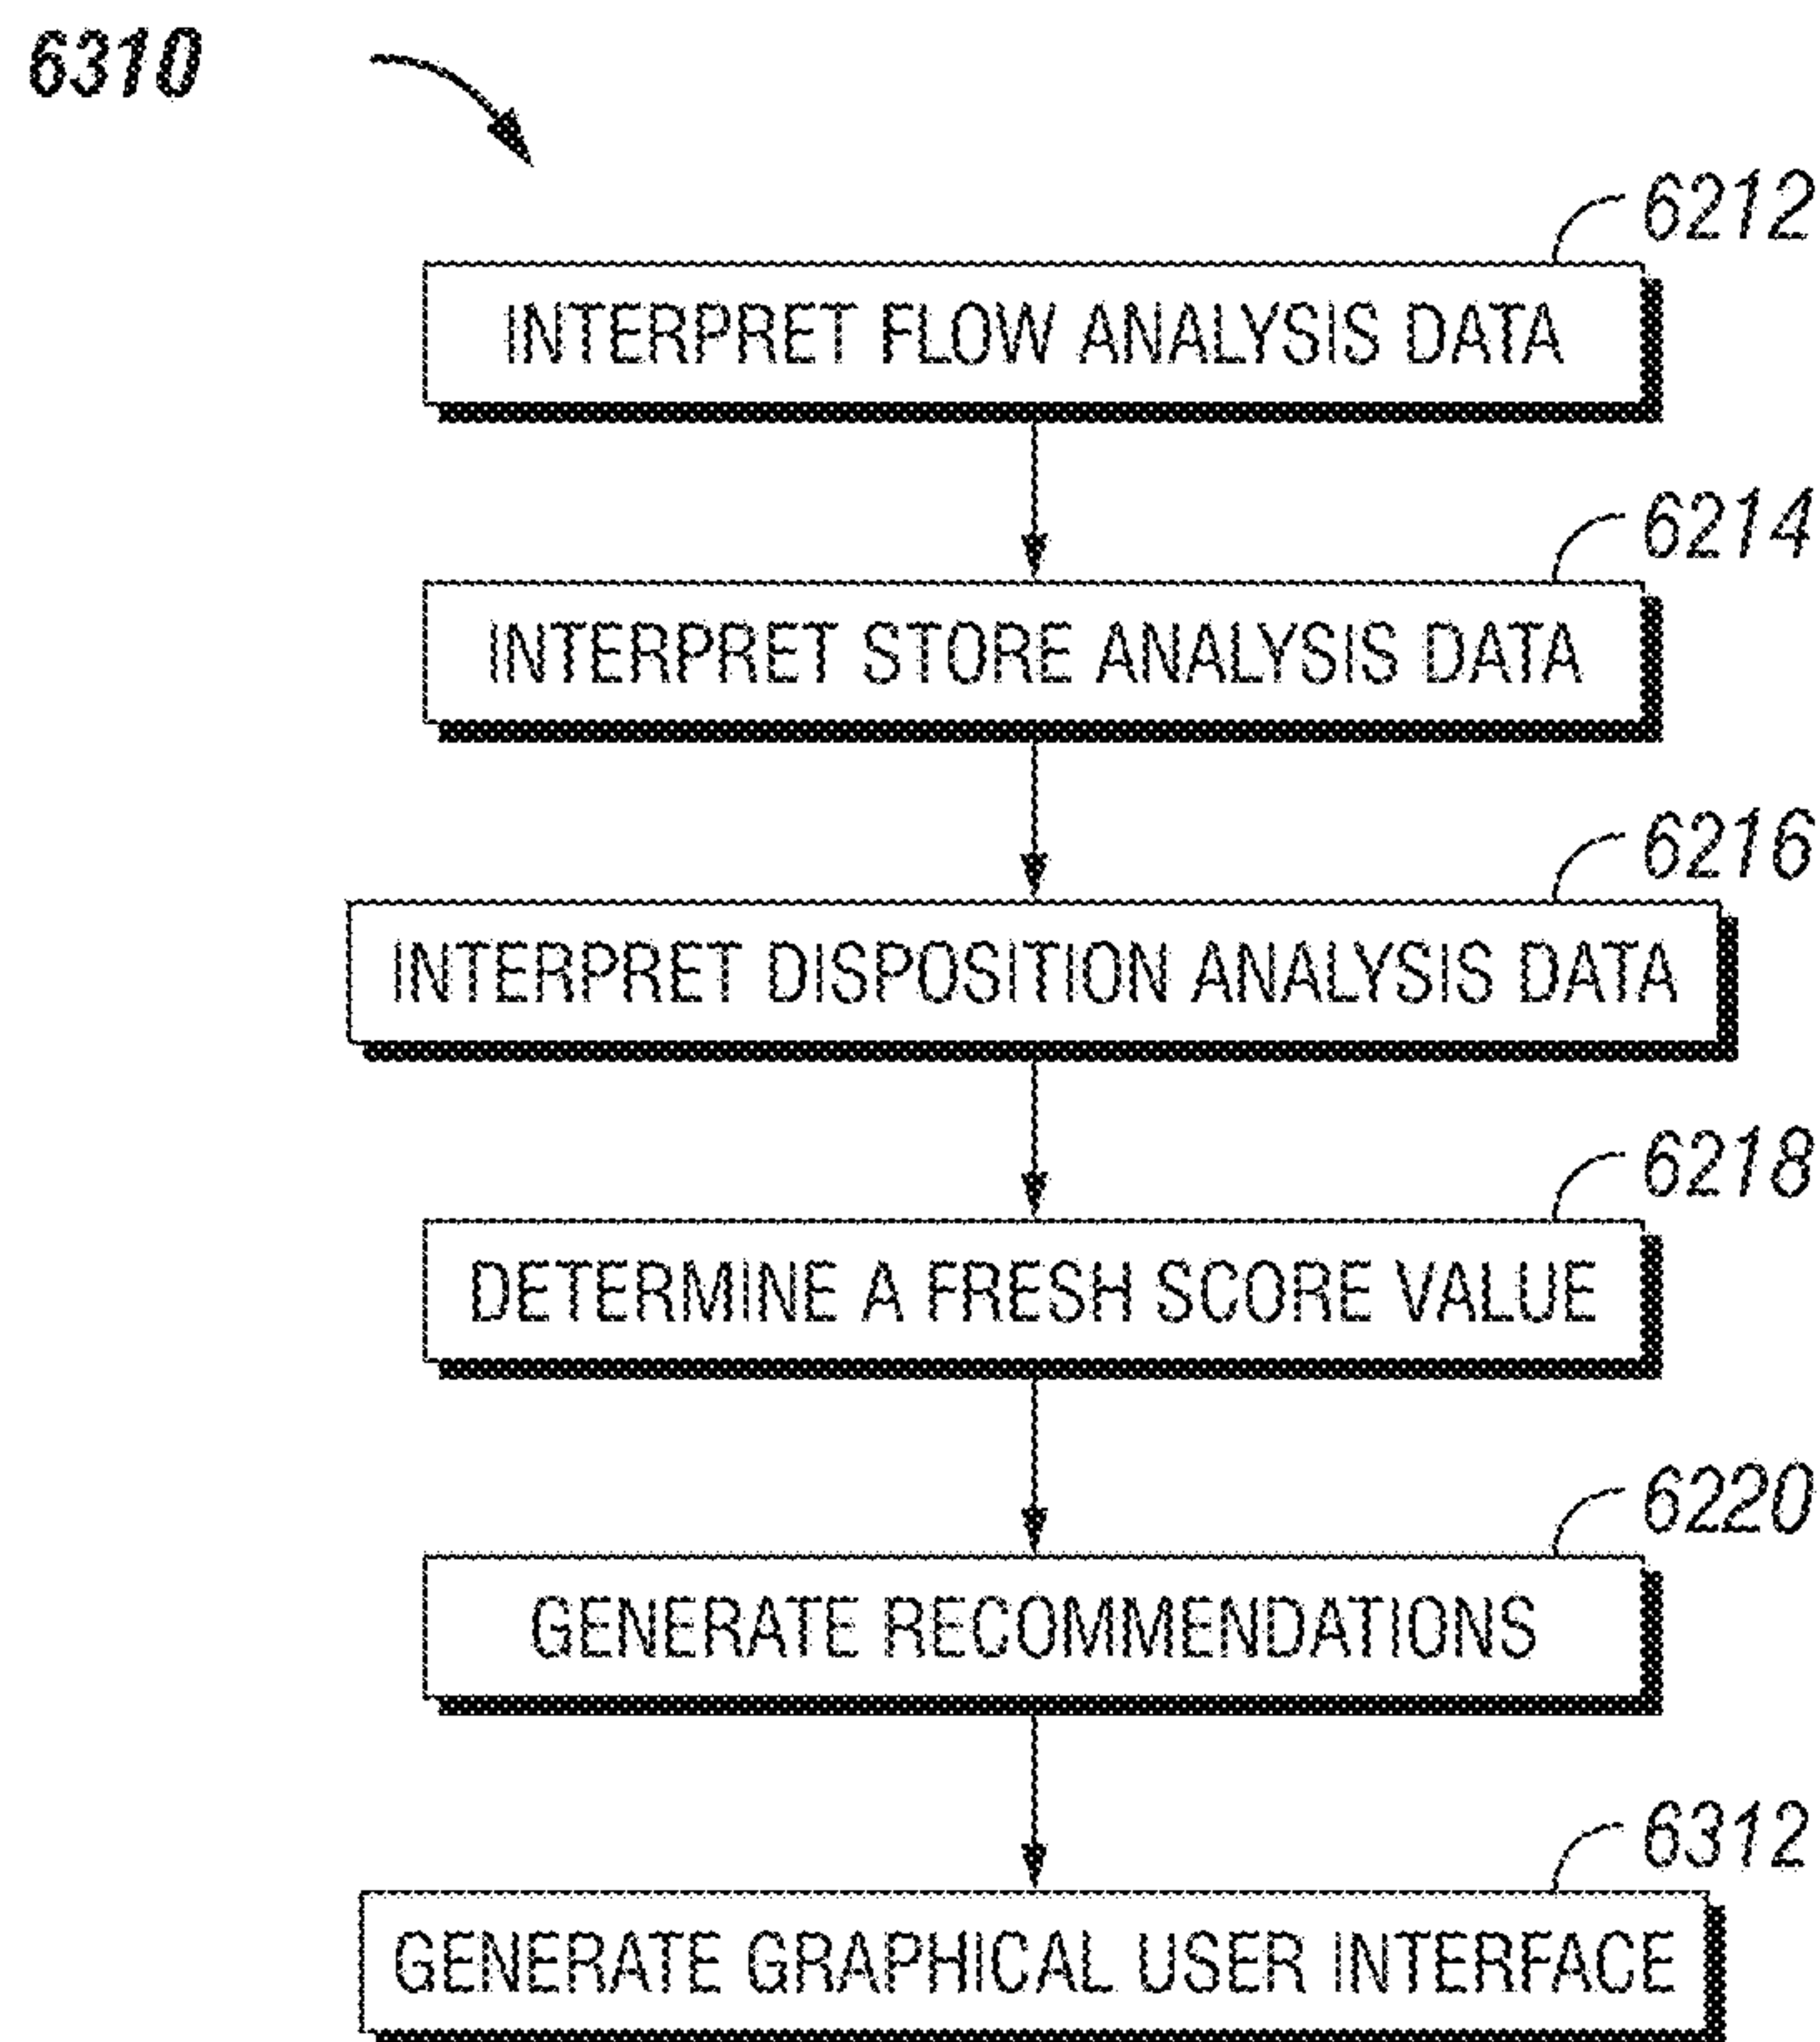 6310
6212
INTERPRET FLOW ANALYSIS DATA
6214
INTERPRET STORE ANALYSIS DATA
6216
INTERPRET DISPOSITION ANALYSIS DATA
6218
DETERMINE A FRESH SCORE VALUE
6220
GENERATE RECOMMENDATIONS
6312
GENERATE GRAPHICAL USER INTERFACE